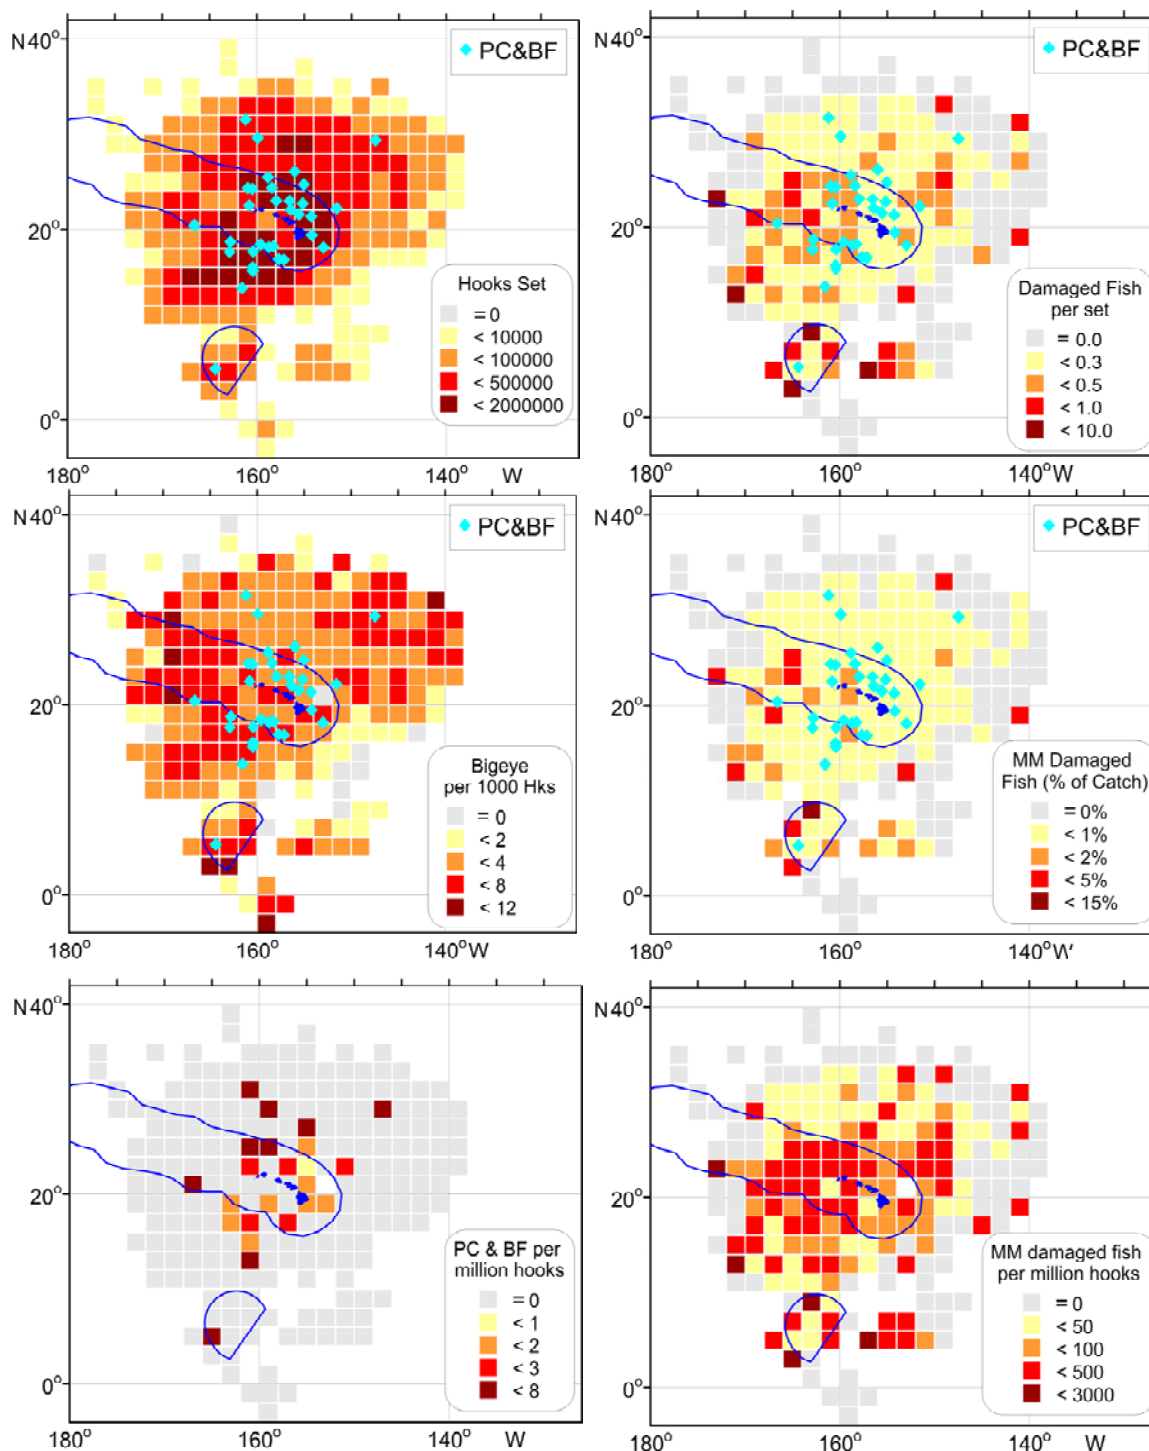 N40°
PC&BF
20°
Hooks Set
= 0
< 10000
< 100000
< 500000
< 2000000
0°
180°
160°
W
N40°
PC&BF
20°
Damaged Fish
per set
= 0.0
< 0.3
< 0.5
< 1.0
< 10.0
0°
180°
160°
140°W
N40°
PC&BF
20°
Bigeye
per 1000 Hks
= 0
< 2
< 4
< 8
< 12
0°
180°
160°
140°W
N40°
PC&BF
20°
MM Damaged
Fish (% of Catch)
= 0%
< 1%
< 2%
< 5%
< 15%
0°
180°
160°
140°W
N40°
20°
PC & BF per
million hooks
= 0
< 1
< 2
< 3
< 8
0°
180°
160°
140°
W
N40°
20°
MM damaged fish
per million hooks
= 0
< 50
< 100
< 500
< 3000
0°
180°
160°
140°
W